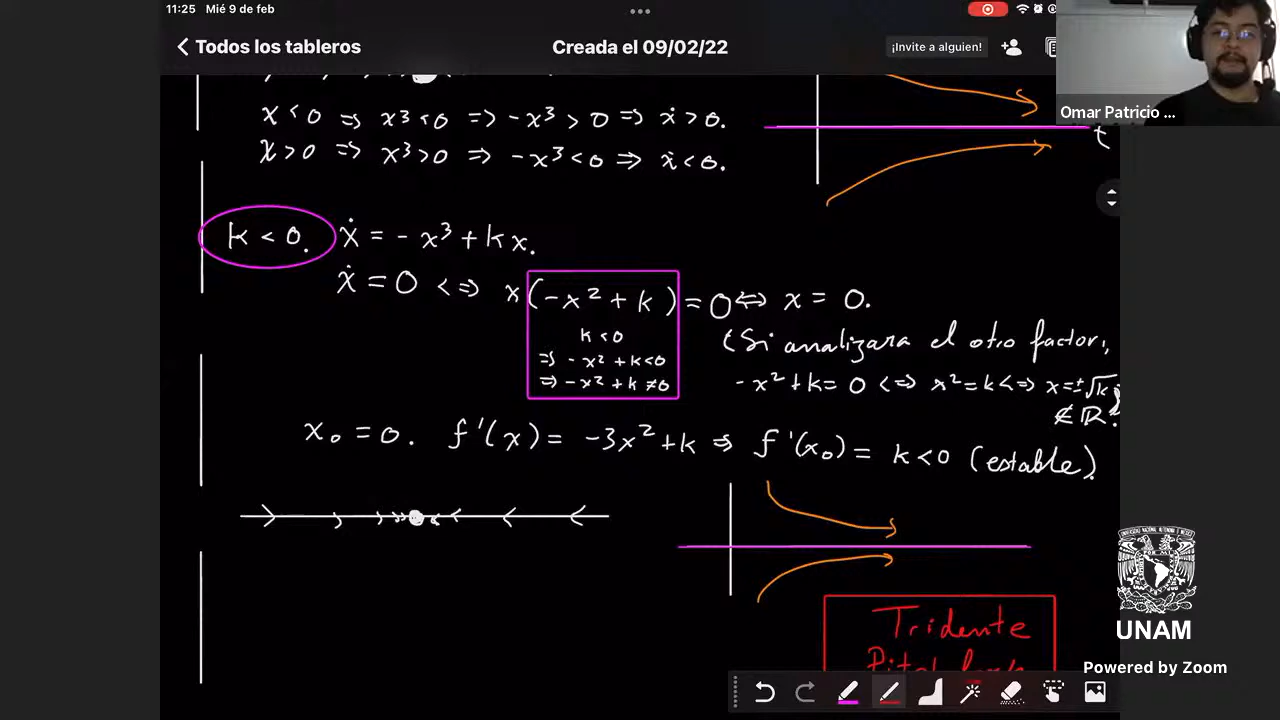 11:25 Mié 9 de feb
Todos los tableros
Creada el 09/02/22
¡Invite a alguien!
Omar Patricio ...
x < 0 ⇒ x³ < 0 ⇒ -x³ > 0 ⇒ ẋ > 0.
x > 0 ⇒ x³ > 0 ⇒ -x³ < 0 ⇒ ẋ < 0.
t
k < 0. ẋ = - x³ + k x.
ẋ = 0 <⇒ x (-x² + k) = 0 ⇔ x = 0.
k < 0
⇒ -x² + k < 0
⇒ -x² + k ≠ 0
(Si analizara el otro factor,
-x² + k = 0 <⇒ x² = k <⇒ x = ±√k
∉ ℝ.)
x₀ = 0. f'(x) = -3x² + k ⇒ f'(x₀) = k < 0 (estable).
Tridente
UNAM
Powered by Zoom